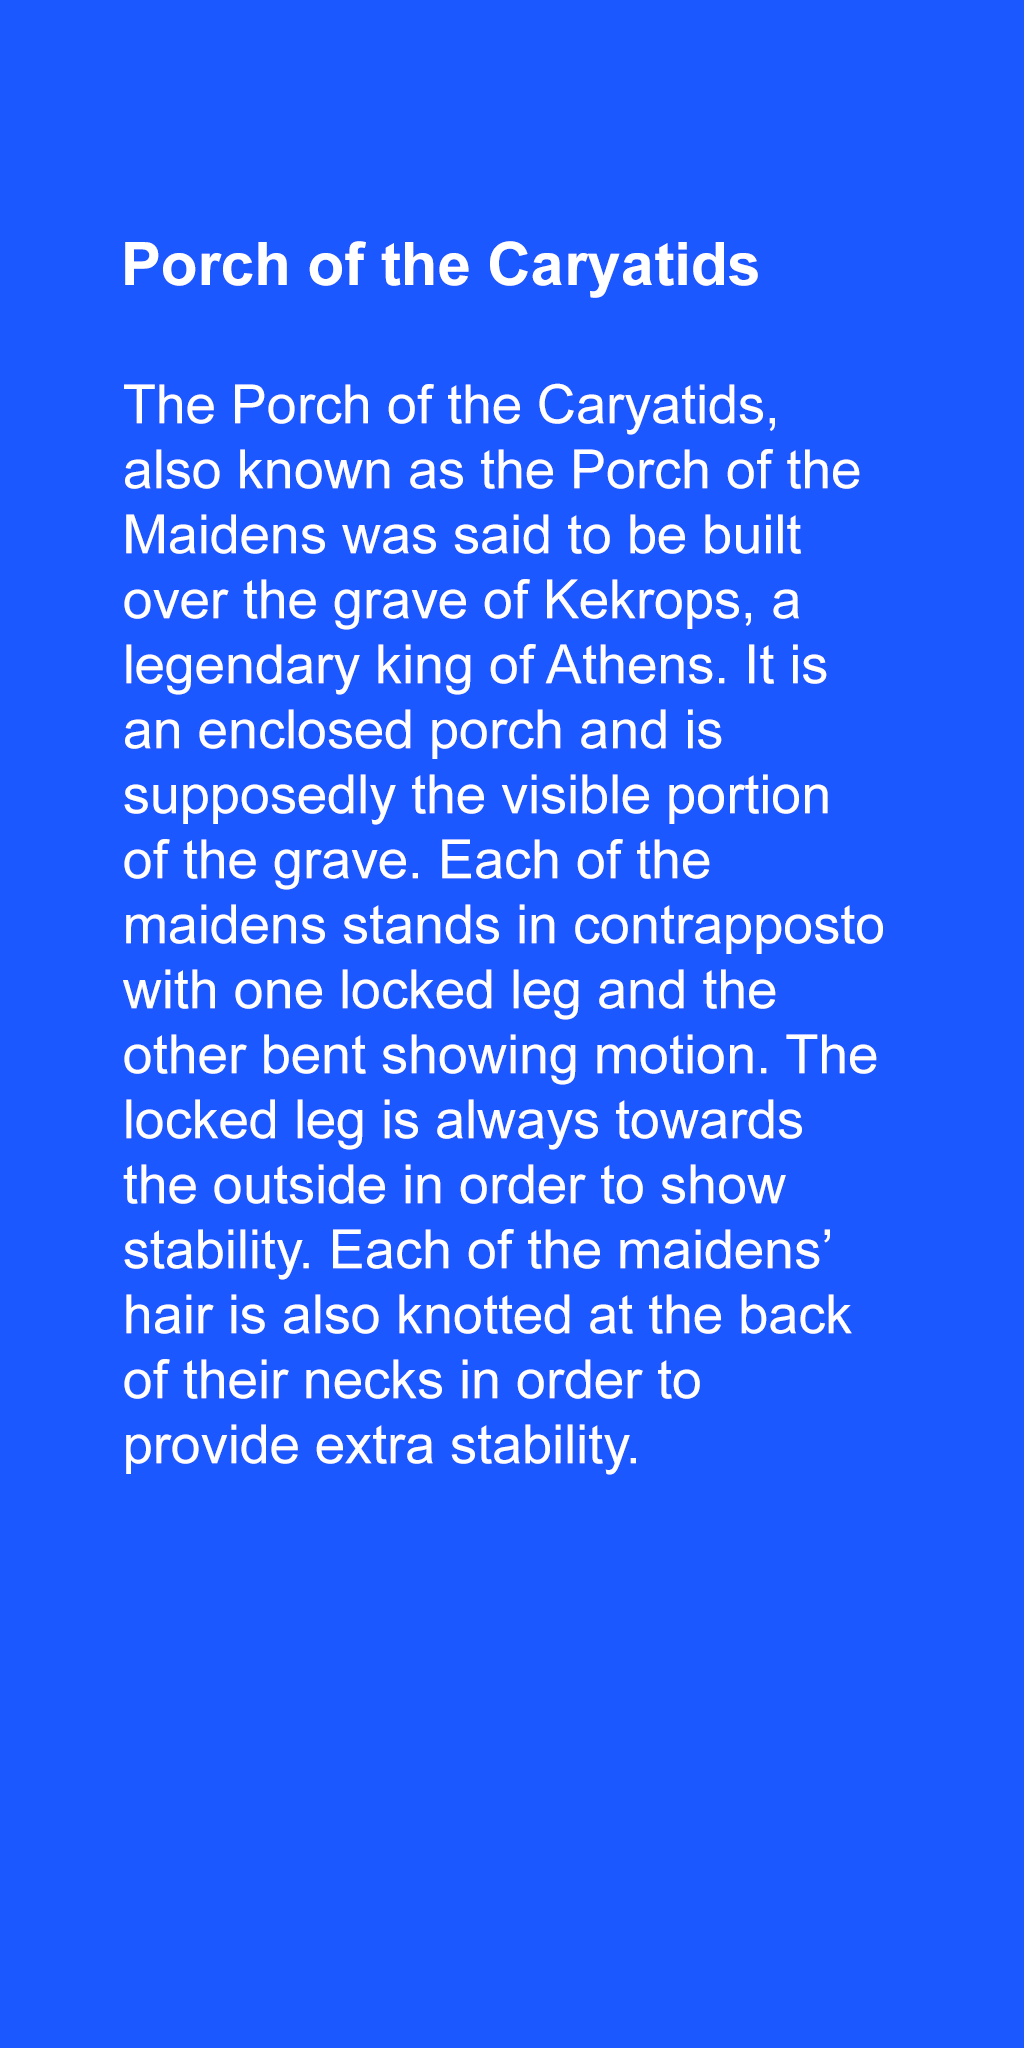 Porch of the Caryatids
The Porch of the Caryatids,
also known as the Porch of the
Maidens was said to be built
over the grave of Kekrops, a
legendary king of Athens. It is
an enclosed porch and is
supposedly the visible portion
of the grave. Each of the
maidens stands in contrapposto
with one locked leg and the
other bent showing motion. The
locked leg is always towards
the outside in order to show
stability. Each of the maidens’
hair is also knotted at the back
of their necks in order to
provide extra stability.